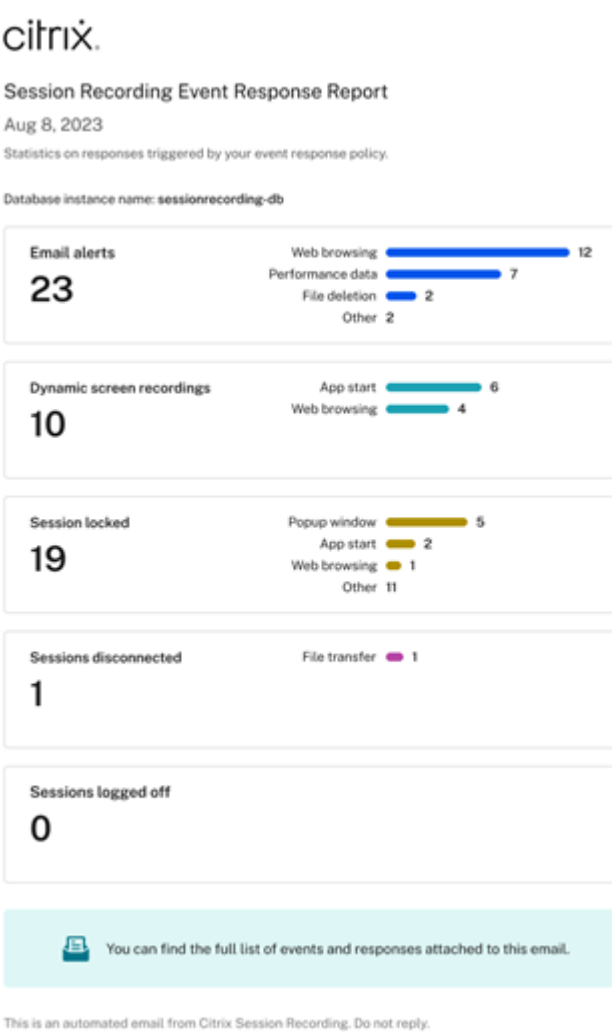 citrix.
Session Recording Event Response Report
Aug 8, 2023
Statistics on responses triggered by your event response policy.
Database instance name: sessionrecording-db
Email alerts
23
Web browsing 12
Performance data 7
File deletion 2
Other 2
Dynamic screen recordings
10
App start 6
Web browsing 4
Session locked
19
Popup window 5
App start 2
Web browsing 1
Other 11
Sessions disconnected
1
File transfer 1
Sessions logged off
0
You can find the full list of events and responses attached to this email.
This is an automated email from Citrix Session Recording. Do not reply.